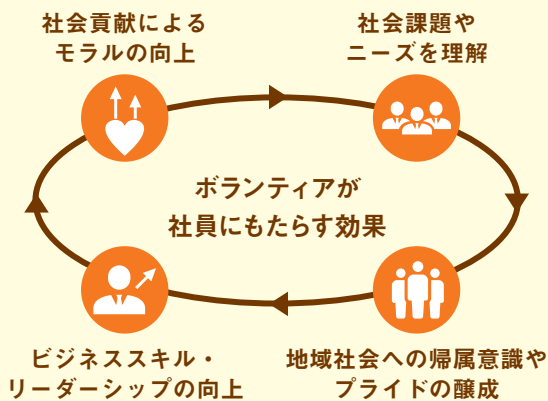 社会貢献による
モラルの向上
社会課題や
ニーズを理解
ボランティアが
社員にもたらす効果
ビジネススキル・
リーダーシップの向上
地域社会への帰属意識や
プライドの醸成